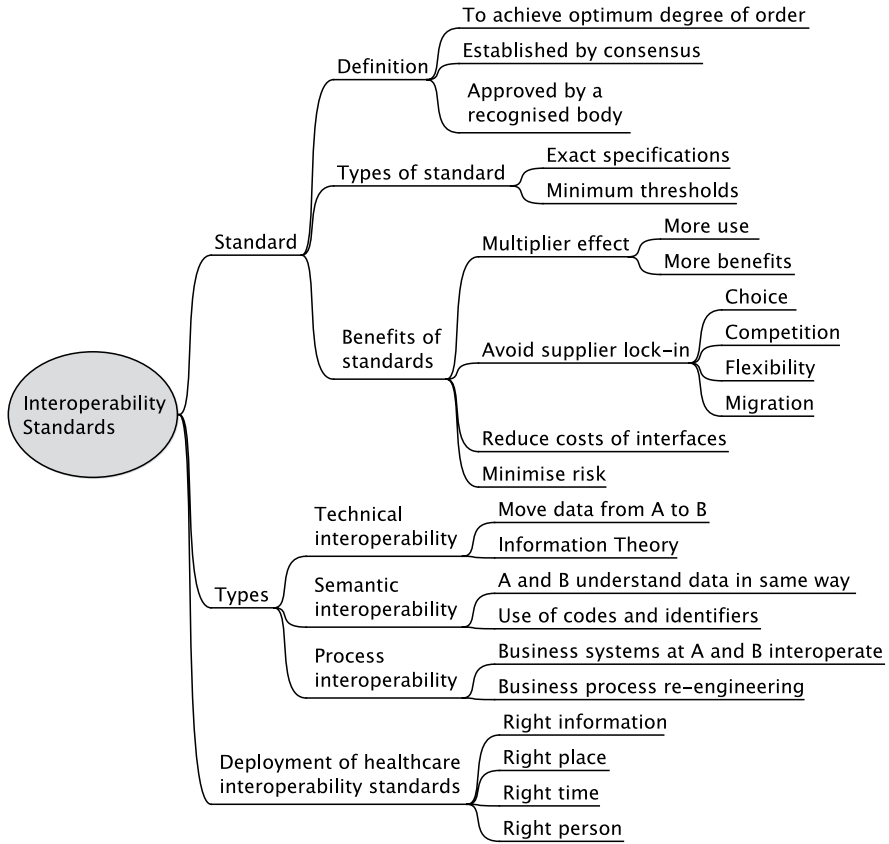 Interoperability
Standards
Standard
Definition
To achieve optimum degree of order
Established by consensus
Approved by a
recognised body
Types of standard
Exact specifications
Minimum thresholds
Benefits of
standards
Multiplier effect
More use
More benefits
Avoid supplier lock-in
Choice
Competition
Flexibility
Migration
Reduce costs of interfaces
Minimise risk
Types
Technical
interoperability
Move data from A to B
Information Theory
Semantic
interoperability
A and B understand data in same way
Use of codes and identifiers
Process
interoperability
Business systems at A and B interoperate
Business process re-engineering
Deployment of healthcare
interoperability standards
Right information
Right place
Right time
Right person